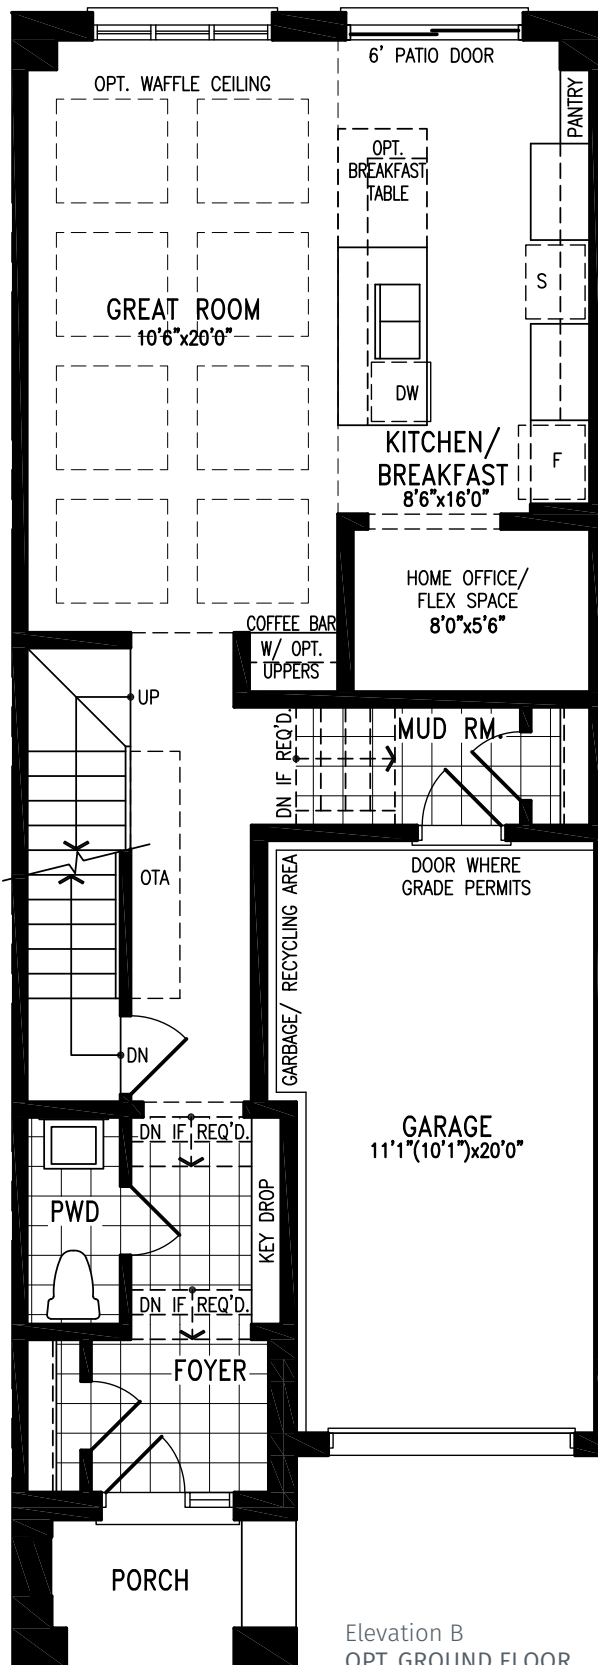 6' PATIO DOOR
OPT. WAFFLE CEILING
PANTRY
OPT.
BREAKFAST
TABLE
S
GREAT ROOM
10'6"x20'0"
DW
KITCHEN/
BREAKFAST
8'6"x16'0"
F
HOME OFFICE/
FLEX SPACE
8'0"x5'6"
COFFEE BAR
W/ OPT.
UPPERS
UP
DN IF REQ'D.
MUD RM.
OTA
GARBAGE/ RECYCLING AREA
DOOR WHERE
GRADE PERMITS
DN
GARAGE
11'1"(10'1")x20'0"
DN IF REQ'D.
PWD
KEY DROP
DN IF REQ'D.
FOYER
PORCH
Elevation B
OPT. GROUND FLOOR